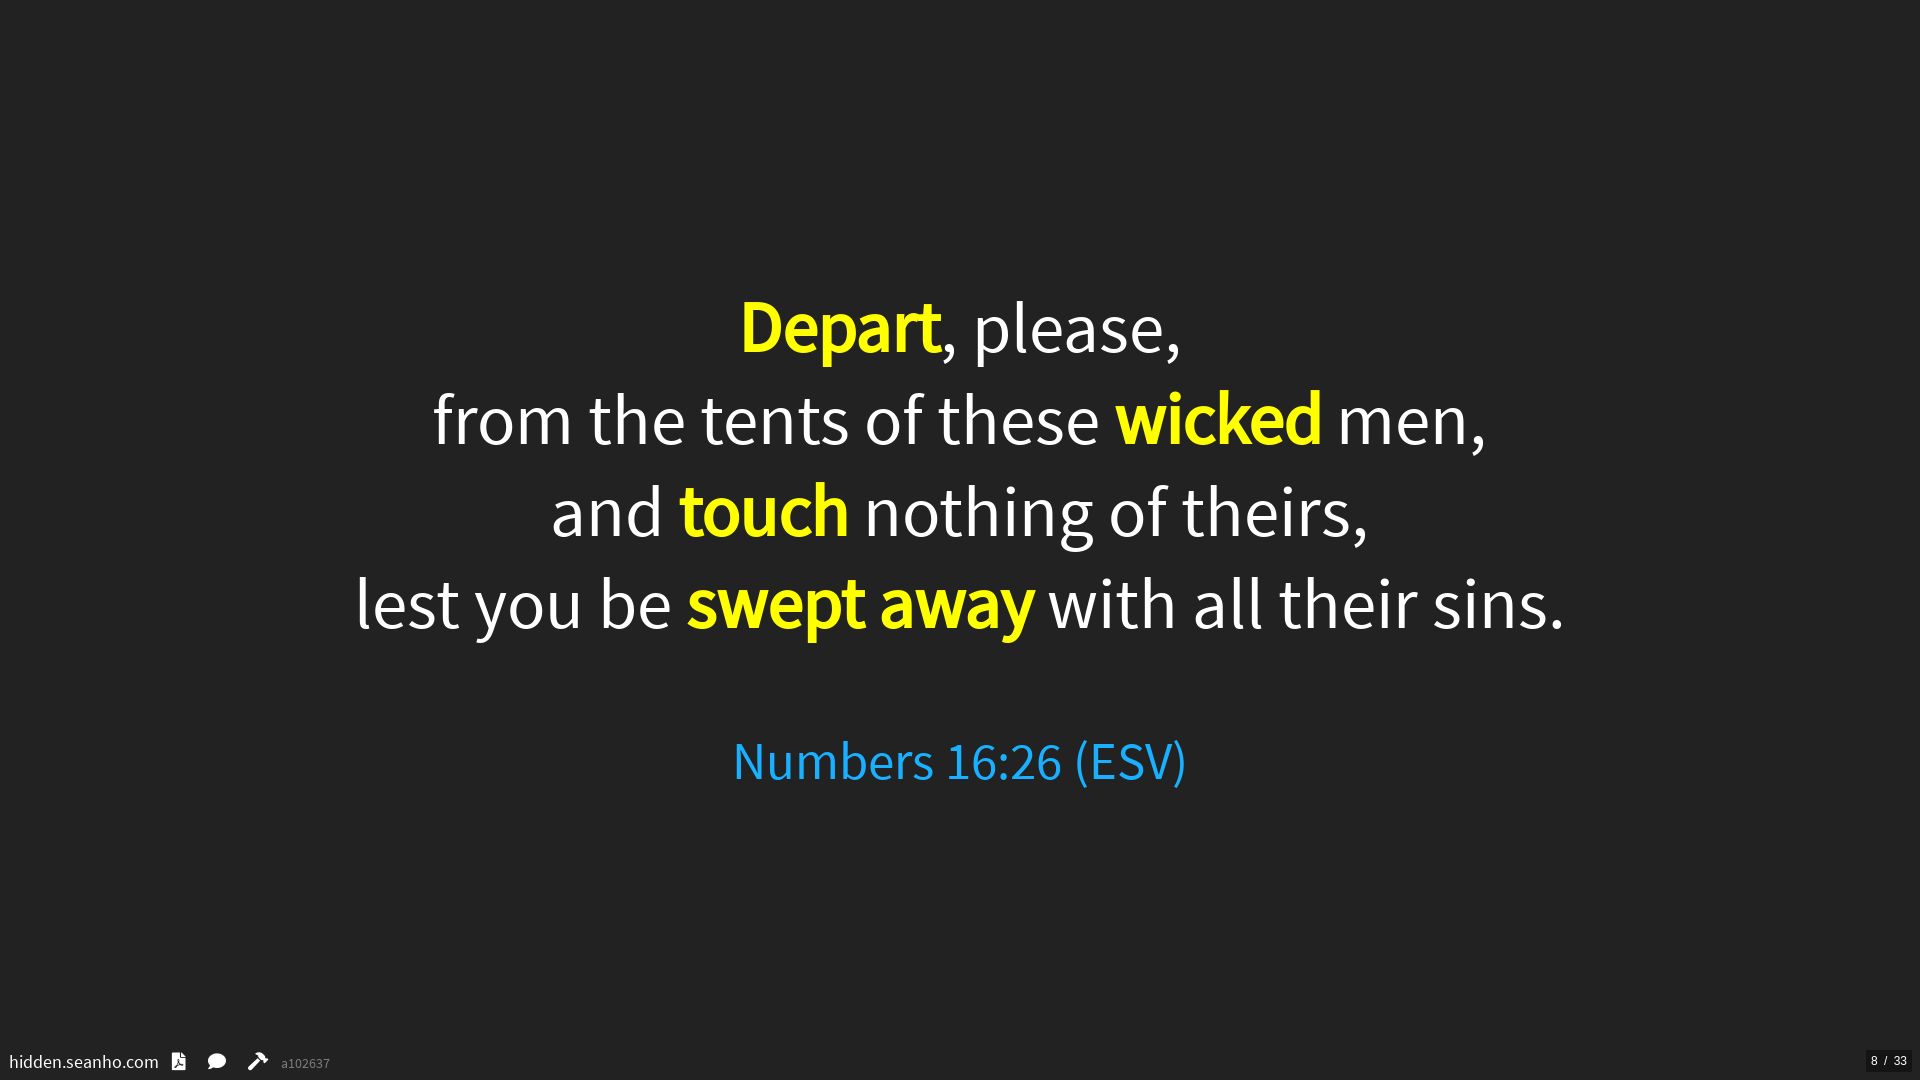 Depart, please,
from the tents of these wicked men,
and touch nothing of theirs,
lest you be swept away with all their sins.
Numbers 16:26 (ESV)
hidden.seanho.com a102637
8 / 33